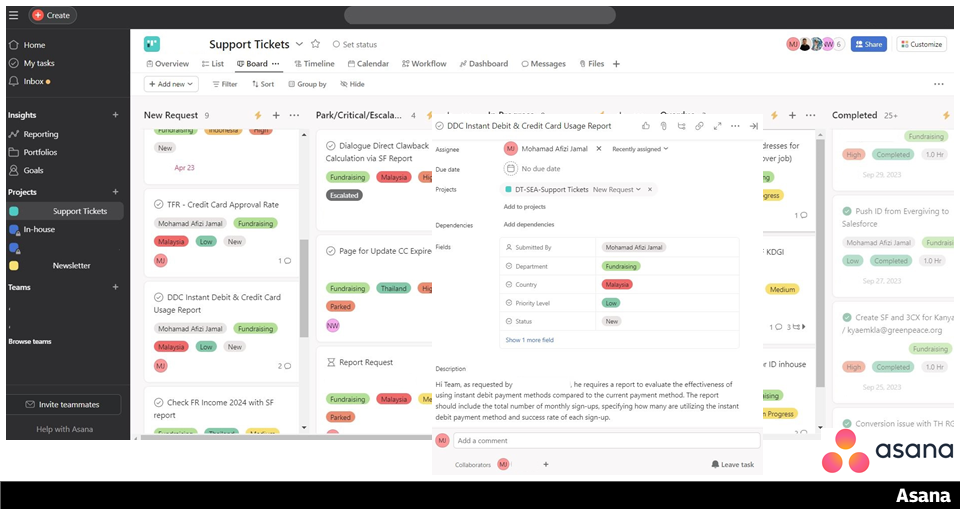 Create
Home
My tasks
Inbox
Insights
Reporting
Portfolios
Goals
Projects
Support Tickets
In-house
Newsletter
Teams
Browse teams
Invite teammates
Help with Asana
Support Tickets
Set status
MJ
NW
6
Share
Customize
Overview
List
Board
Timeline
Calendar
Workflow
Dashboard
Messages
Files
Add new
Filter
Sort
Group by
Hide
New Request 9
Fundraising Indonesia High
New
Apr 23
TFR - Credit Card Approval Rate
Mohamad Afizi Jamal Fundraising
Malaysia Low New
MJ 1
DDC Instant Debit & Credit Card
Usage Report
Mohamad Afizi Jamal Fundraising
Malaysia Low New
MJ 2
Check FR Income 2024 with SF
report
Fundraising Thailand Medium
Park/Critical/Escala... 4
Dialogue Direct Clawback
Calculation via SF Report
Fundraising Malaysia
Escalated
Page for Update CC Expire
Fundraising Thailand
Parked
NW
Report Request
Fundraising Malaysia
Parked
DDC Instant Debit & Credit Card Usage Report
Assignee MJ Mohamad Afizi Jamal Recently assigned
Due date No due date
Projects DT-SEA-Support Tickets New Request
Add to projects
Dependencies Add dependencies
Fields Submitted By Mohamad Afizi Jamal
Department Fundraising
Country Malaysia
Priority Level Low
Status New
Show 1 more field
Description
Hi Team, as requested by , he requires a report to evaluate the effectiveness of
using instant debit payment methods compared to the current payment method. The report
should include the total number of monthly sign-ups, specifying how many are utilizing the instant
debit payment method and success rate of each sign-up.
MJ Add a comment
Collaborators MJ Leave task
dresses for
over job)
1
KDGI
Medium
1 3
r ID inhouse
n Progress
Completed 25+
Fundraising
High Completed 1.0 Hr
Sep 29, 2023
Push ID from Evergiving to
Salesforce
Mohamad Afizi Jamal
Low Completed 1.0 Hr
Sep 27, 2023
Create SF and 3CX for Kanya
/ kyaemkla@greenpeace.org
Fundraising
High Completed 1.0 Hr
Sep 25, 2023
Conversion issue with TH RG
asana
Asana